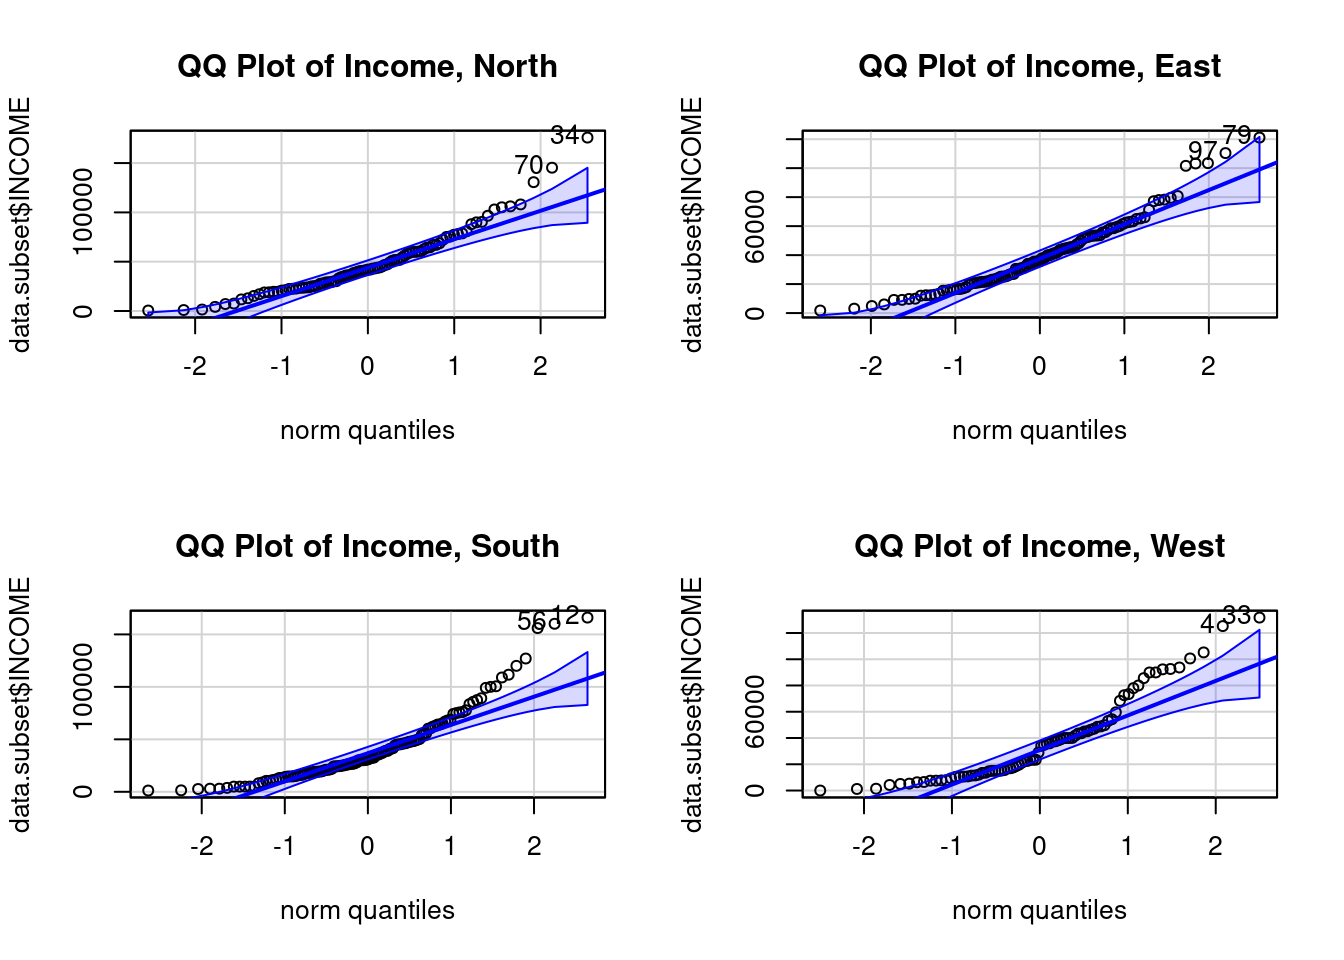 QQ Plot of Income, North
data.subset$INCOME
100000
0
34
70
-2 -1 0 1 2
norm quantiles
QQ Plot of Income, East
data.subset$INCOME
60000
0
79
97
-2 -1 0 1 2
norm quantiles
QQ Plot of Income, South
data.subset$INCOME
100000
0
56 12
-2 -1 0 1 2
norm quantiles
QQ Plot of Income, West
data.subset$INCOME
60000
0
4 33
-2 -1 0 1 2
norm quantiles